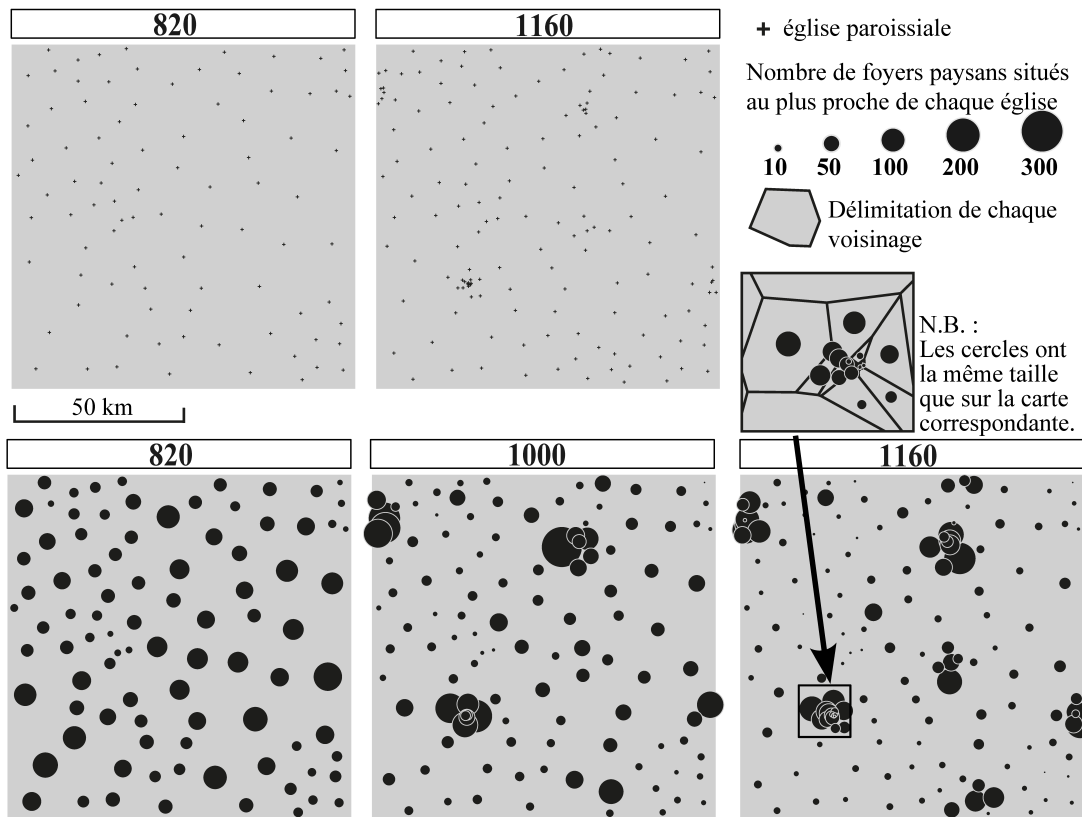 820
1160
+ église paroissiale
Nombre de foyers paysans situés
au plus proche de chaque église
10 50 100 200 300
Délimitation de chaque
voisinage
N.B. :
Les cercles ont
la même taille
que sur la carte
correspondante.
50 km
820
1000
1160